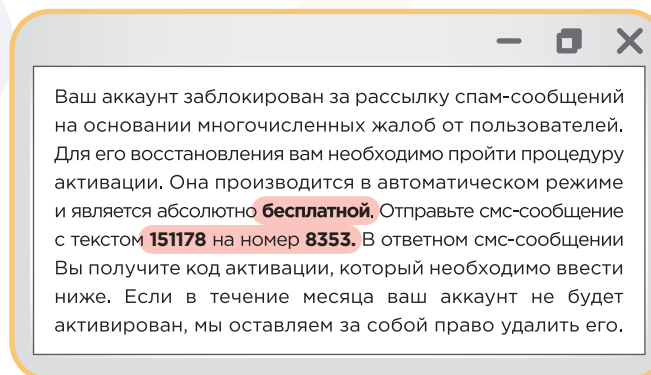 Ваш аккаунт заблокирован за рассылку спам-сообщений
на основании многочисленных жалоб от пользователей.
Для его восстановления вам необходимо пройти процедуру
активации. Она производится в автоматическом режиме
и является абсолютно бесплатной. Отправьте смс-сообщение
с текстом 151178 на номер 8353. В ответном смс-сообщении
Вы получите код активации, который необходимо ввести
ниже. Если в течение месяца ваш аккаунт не будет
активирован, мы оставляем за собой право удалить его.